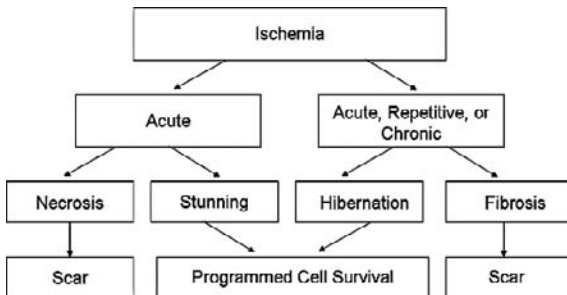 Ischemia
Acute
Acute, Repetitive, or
Chronic
Necrosis
Stunning
Hibernation
Fibrosis
Scar
Programmed Cell Survival
Scar